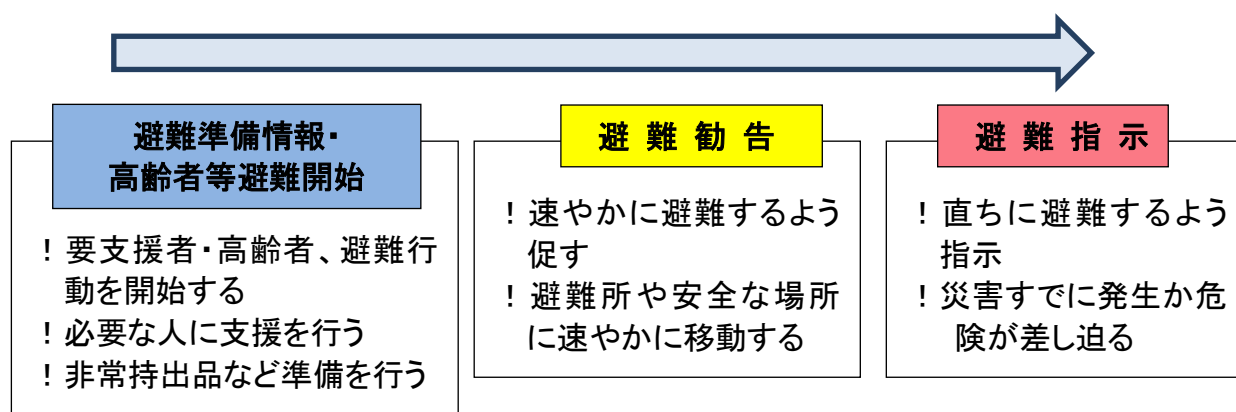 避難準備情報・
高齢者等避難開始
！要支援者・高齢者、避難行
動を開始する
！必要な人に支援を行う
！非常持出品など準備を行う
避難勧告
！速やかに避難するよう
促す
！避難所や安全な場所
に速やかに移動する
避難指示
！直ちに避難するよう
指示
！災害すでに発生か危
険が差し迫る